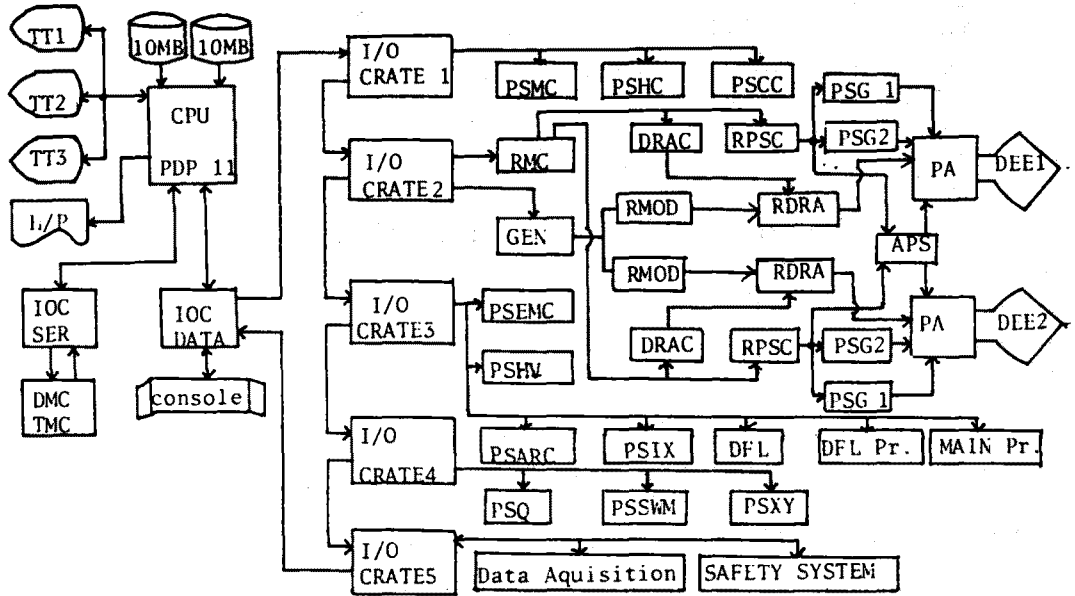 TT1
TT2
TT3
10MB
10MB
CPU
PDP 11
L/P
IOC
SER
IOC
DATA
DMC
TMC
console
I/O
CRATE 1
I/O
CRATE2
I/O
CRATE3
I/O
CRATE4
I/O
CRATE5
PSMC
PSHC
PSCC
RMC
DRAC
RPSC
PSG 1
PSG2
PA
DEE1
GEN
RMOD
RDRA
APS
RMOD
RDRA
PSEMC
PSHV
DRAC
RPSC
PSG2
PSG 1
PA
DEE2
PSARC
PSIX
DFL
DFL Pr.
MAIN Pr.
PSQ
PSSWM
PSXY
Data Aquisition
SAFETY SYSTEM